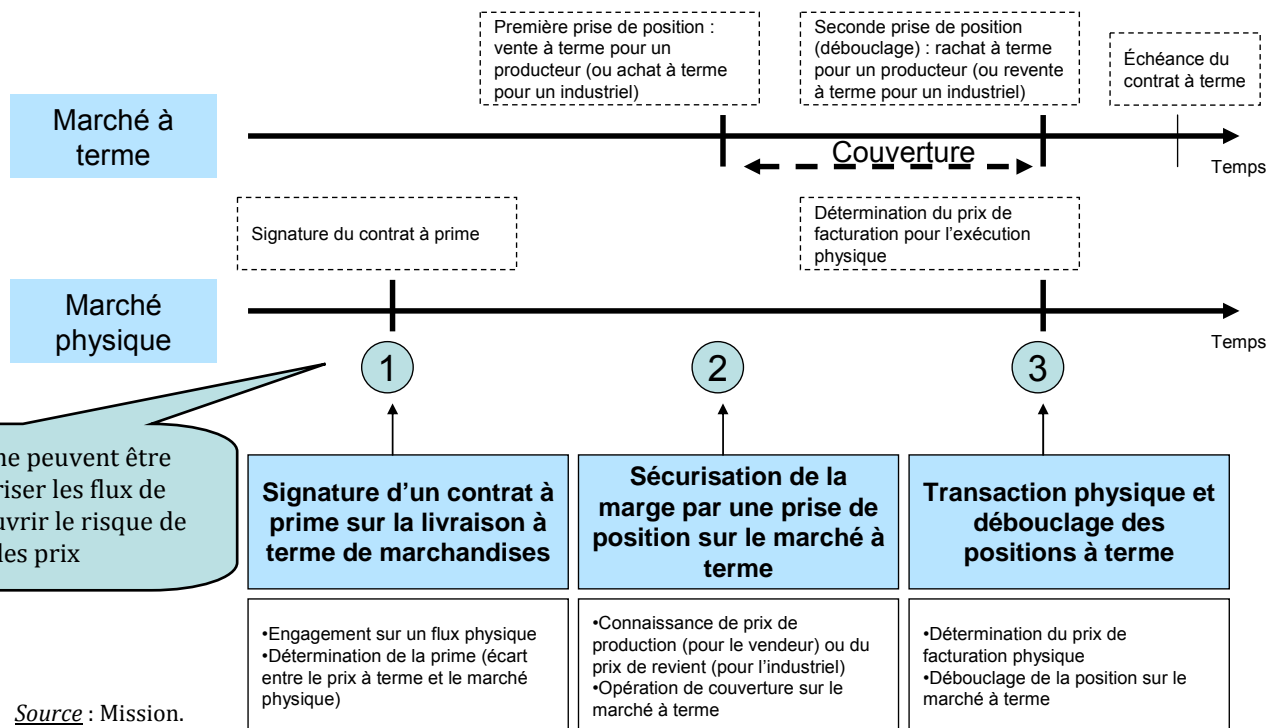 Première prise de position :
vente à terme pour un
producteur (ou achat à terme
pour un industriel)
Seconde prise de position
(débouclage) : rachat à terme
pour un producteur (ou revente
à terme pour un industriel)
Échéance du
contrat à terme
Marché à
terme
Couverture
Temps
Signature du contrat à prime
Détermination du prix de
facturation pour l’exécution
physique
Marché
physique
Temps
1
2
3
ne peuvent être
riser les flux de
uvrir le risque de
des prix
Signature d’un contrat à
prime sur la livraison à
terme de marchandises
Sécurisation de la
marge par une prise de
position sur le marché à
terme
Transaction physique et
débouclage des
positions à terme
•Engagement sur un flux physique
•Détermination de la prime (écart
entre le prix à terme et le marché
physique)
•Connaissance de prix de
production (pour le vendeur) ou du
prix de revient (pour l’industriel)
•Opération de couverture sur le
marché à terme
•Détermination du prix de
facturation physique
•Débouclage de la position sur le
marché à terme
Source : Mission.